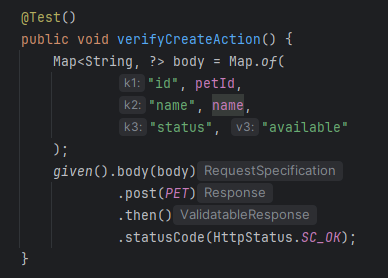 @Test()
public void verifyCreateAction() {
Map<String, ?> body = Map.of(
k1: "id", petId,
k2: "name", name,
k3: "status", v3: "available"
);
given().body(body) RequestSpecification
.post(PET) Response
.then() ValidatableResponse
.statusCode(HttpStatus.SC_OK);
}